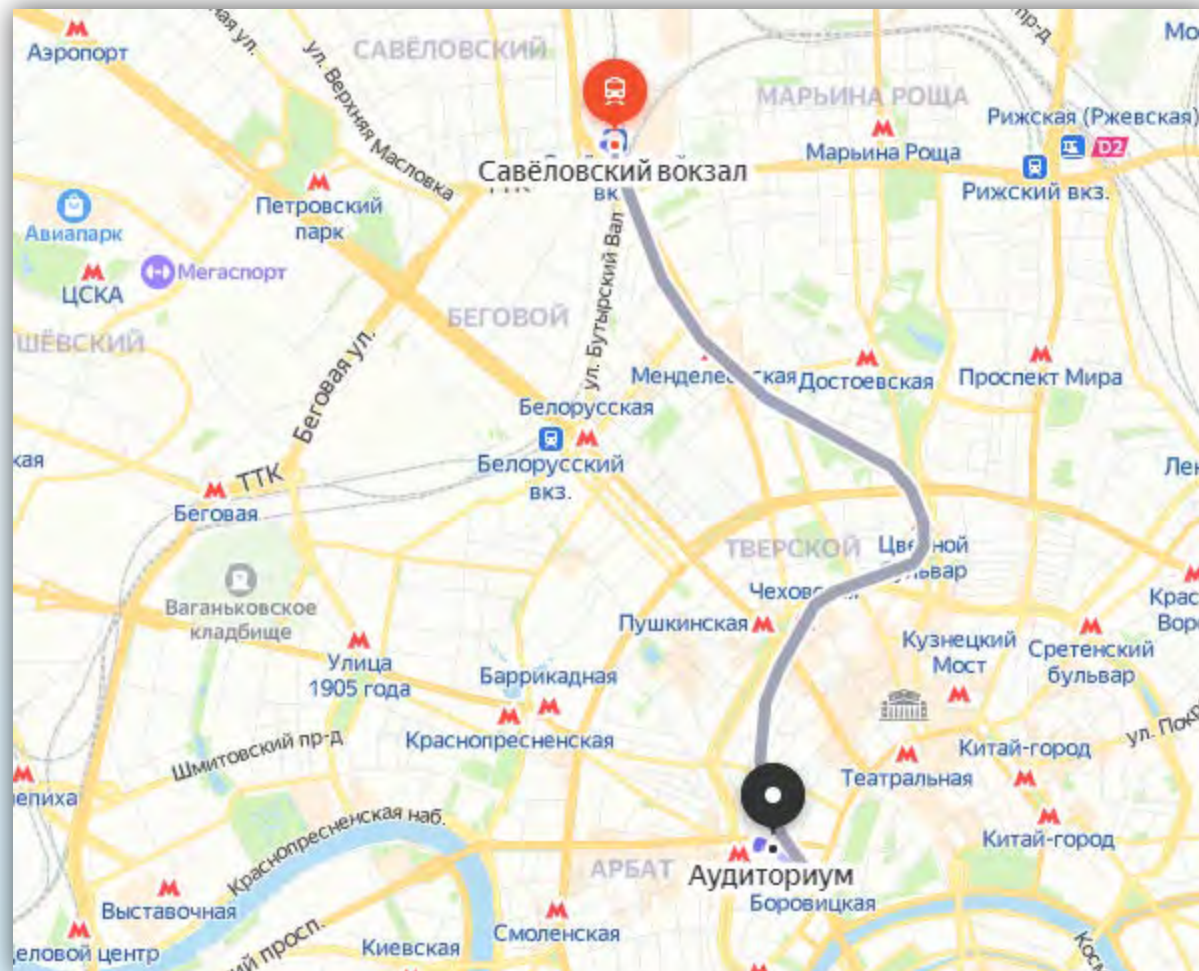 Аэропорт
ул. Верхняя Масловка
САВЁЛОВСКИЙ
МАРЬИНА РОЩА
Рижская (Ржевская)
D2
Марьина Роща
Рижский вкз.
Савёловский вокзал
Петровский
парк
Авиапарк
ЦСКА
Мегаспорт
БЕГОВОЙ
ул. Бутырский Вал
Беговая ул.
Достоевская
Проспект Мира
Белорусская
Белорусский
вкз.
ТТК
Беговая
ТВЕРСКОЙ
Ваганьковское
кладбище
Пушкинская
Кузнецкий
Мост
Сретенский
бульвар
Улица
1905 года
Баррикадная
Краснопресненская
Шмитовский пр-д
Театральная
Китай-город
Китай-город
Краснопресненская наб.
АРБАТ
Аудиториум
Боровицкая
Выставочная
Смоленская
Киевская